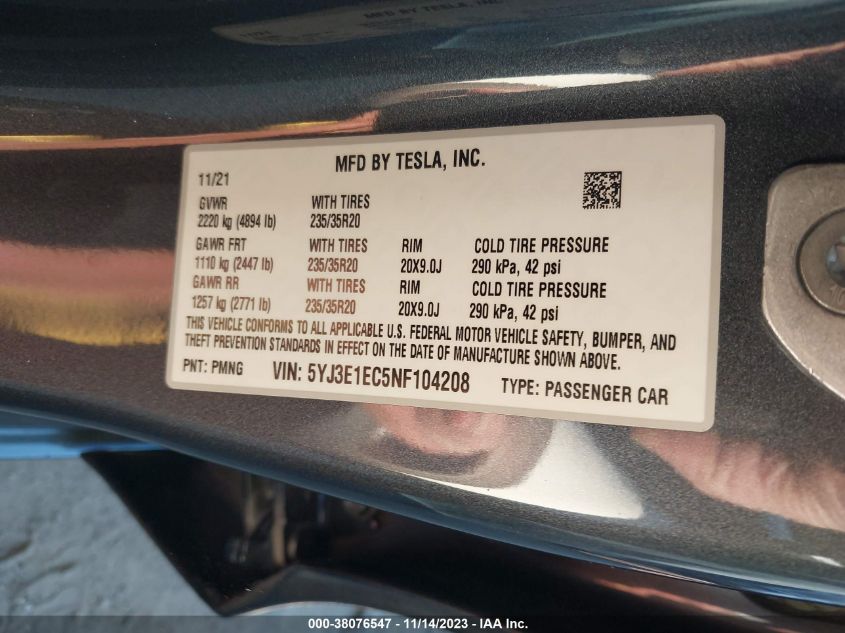 MFD BY TESLA, INC.
MFD BY TESLA, INC.
11/21
GVWR WITH TIRES
2220 kg (4894 lb) 235/35R20
GAWR FRT WITH TIRES RIM COLD TIRE PRESSURE
1110 kg (2447 lb) 235/35R20 20X9.0J 290 kPa, 42 psi
GAWR RR WITH TIRES RIM COLD TIRE PRESSURE
1257 kg (2771 lb) 235/35R20 20X9.0J 290 kPa, 42 psi
THIS VEHICLE CONFORMS TO ALL APPLICABLE U.S. FEDERAL MOTOR VEHICLE SAFETY, BUMPER, AND
THEFT PREVENTION STANDARDS IN EFFECT ON THE DATE OF MANUFACTURE SHOWN ABOVE.
PNT: PMNG VIN: 5YJ3E1EC5NF104208 TYPE: PASSENGER CAR
000-38076547 - 11/14/2023 - IAA Inc.